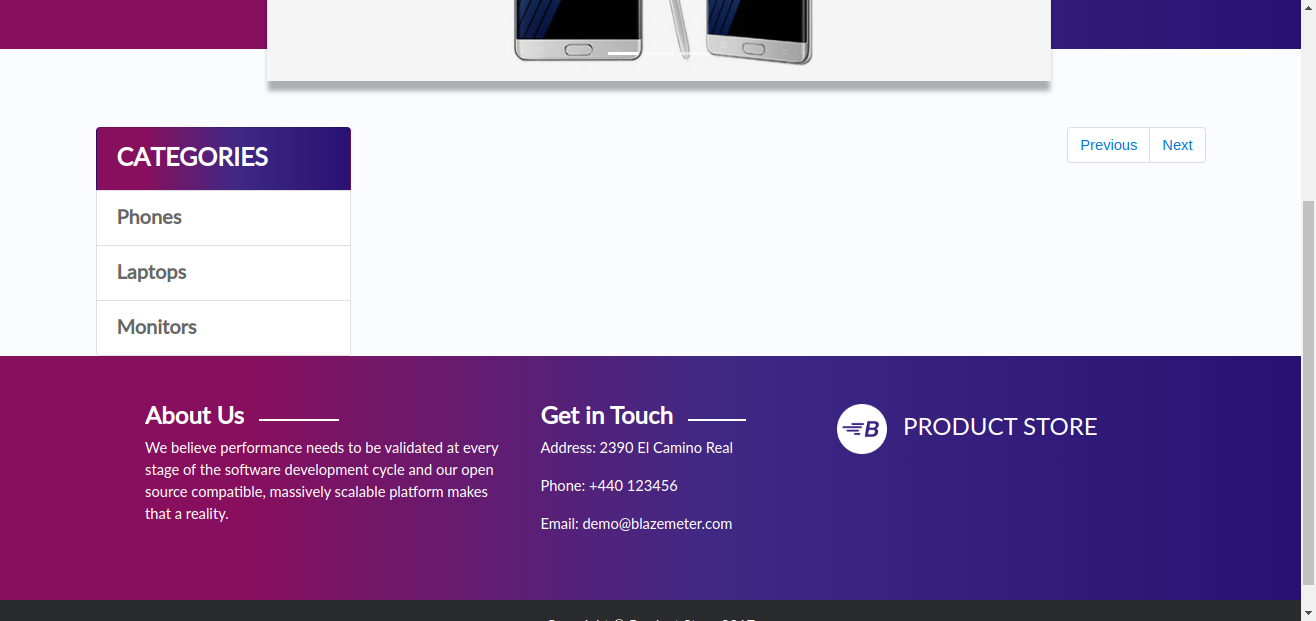 CATEGORIES
Previous
Next
Phones
Laptops
Monitors
About Us
We believe performance needs to be validated at every
stage of the software development cycle and our open
source compatible, massively scalable platform makes
that a reality.
Get in Touch
Address: 2390 El Camino Real
Phone: +440 123456
Email: demo@blazemeter.com
B
PRODUCT STORE